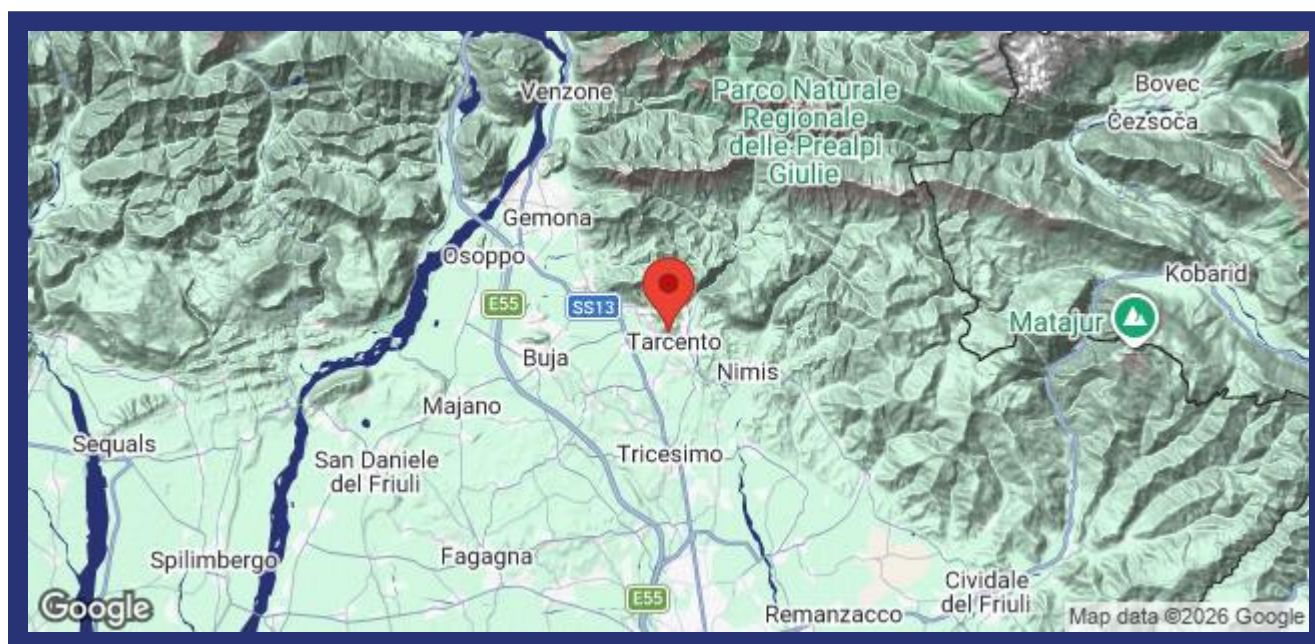 Venzone
Parco Naturale
Regionale
delle Prealpi
Giulie
Bovec
Čezsoča
Gemona
Osoppo
Kobarid
E55
SS13
Matajur
Tarcento
Buja
Nimis
Majano
Sequals
San Daniele
del Friuli
Tricesimo
Spilimbergo
Fagagna
Cividale
del Friuli
E55
Remanzacco
Google
Map data ©2026 Google